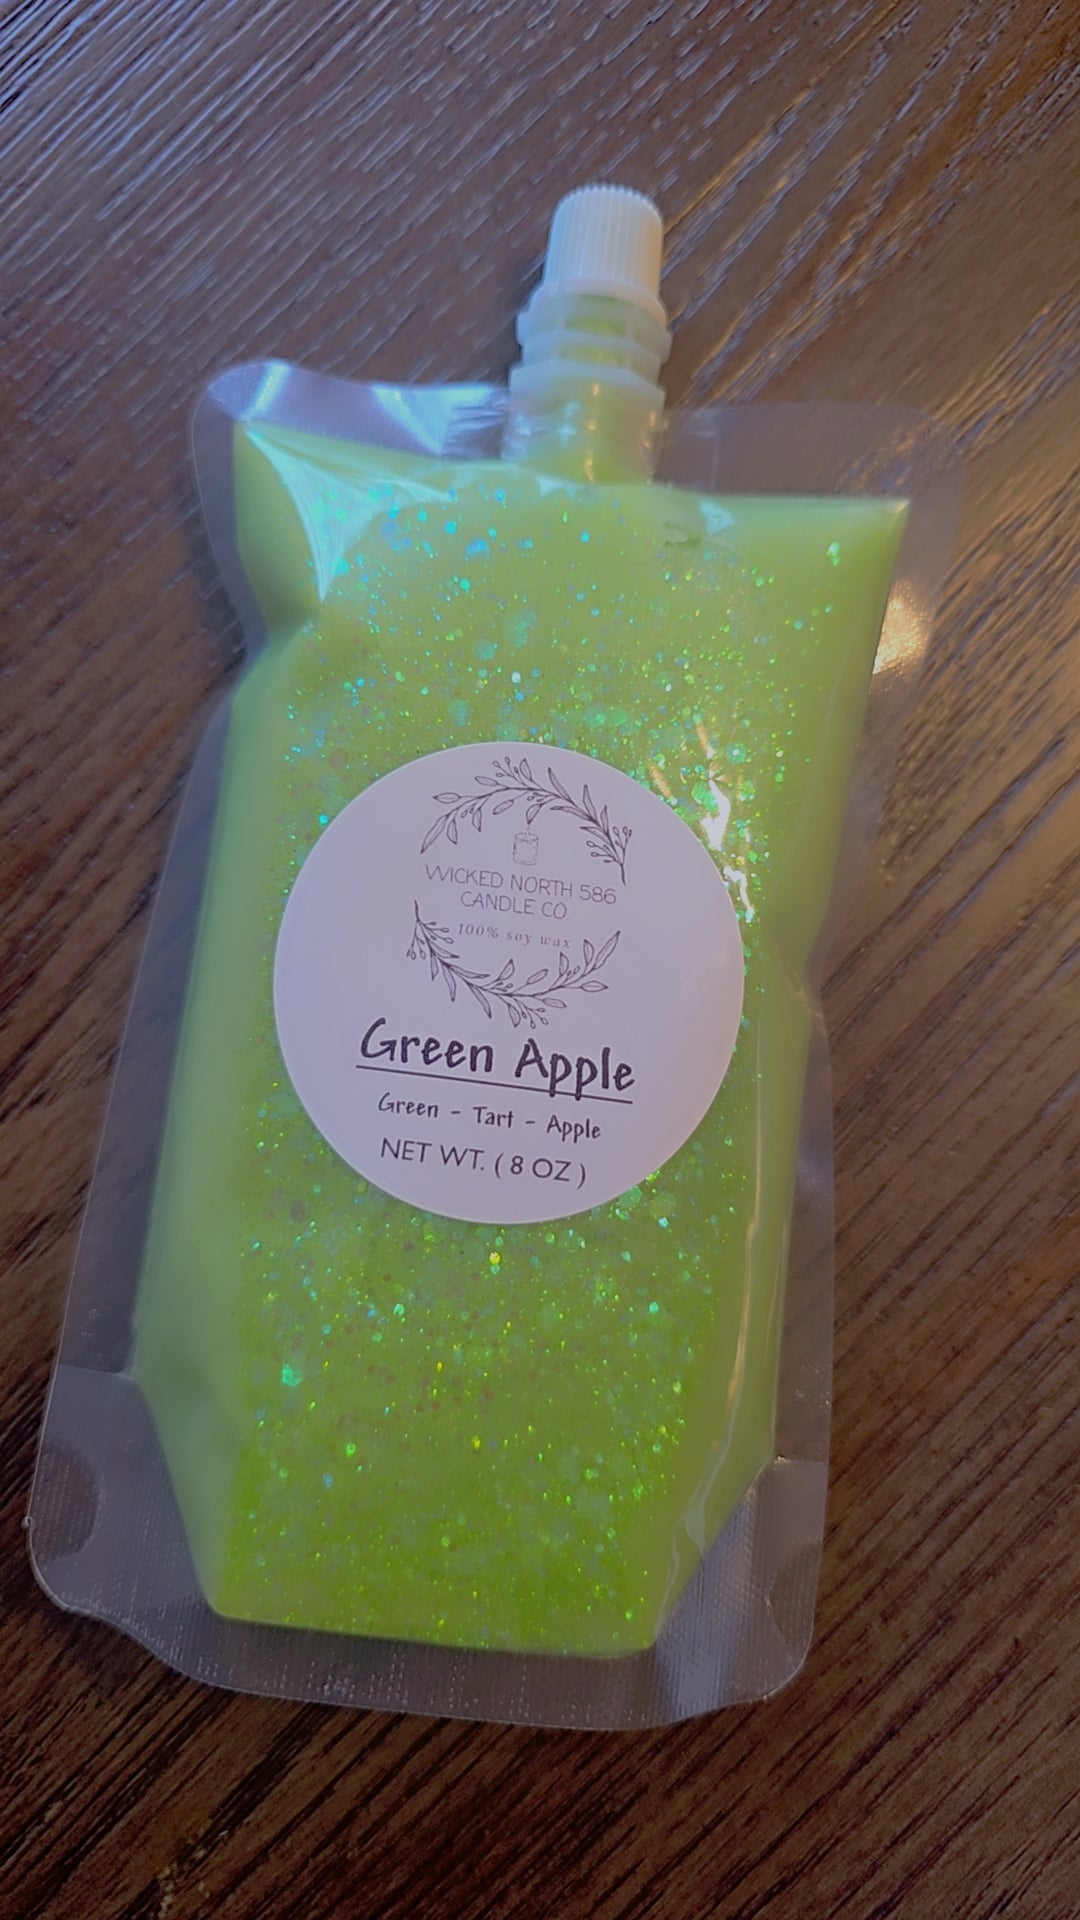 WICKED NORTH 586
CANDLE CO.
100% soy wax
Green Apple
Green - Tart - Apple
NET WT. ( 8 OZ )